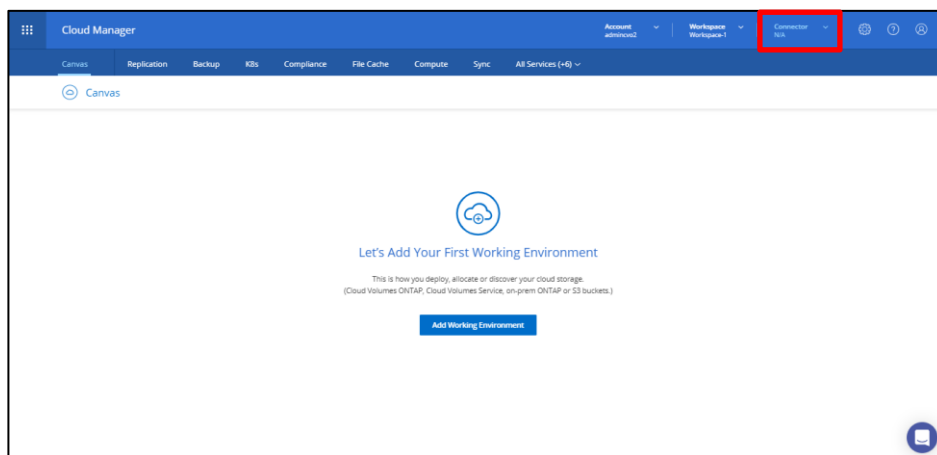 Cloud Manager
Account
admincvo2
Workspace
Workspace-1
Connector
N/A
Canvas Replication Backup K8s Compliance File Cache Compute Sync All Services (+6)
Canvas
Let's Add Your First Working Environment
This is how you deploy, allocate or discover your cloud storage.
(Cloud Volumes ONTAP, Cloud Volumes Service, on-prem ONTAP or S3 buckets.)
Add Working Environment